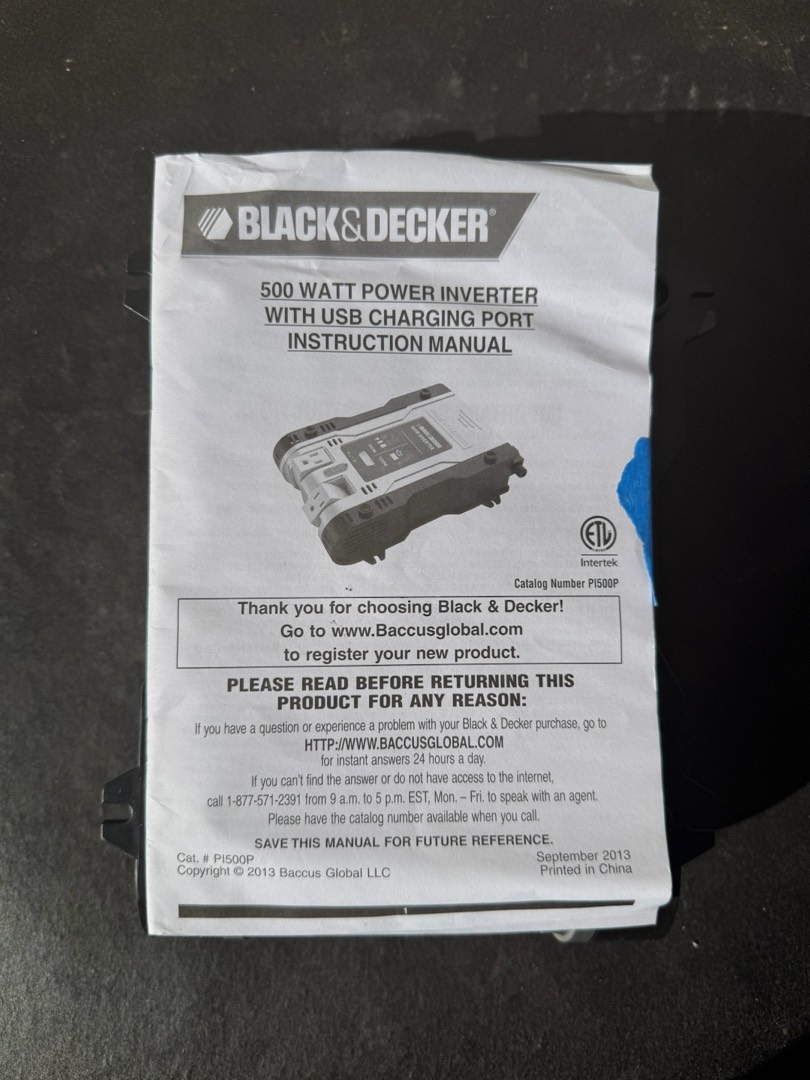 BLACK&DECKER®
500 WATT POWER INVERTER
WITH USB CHARGING PORT
INSTRUCTION MANUAL
ETL
Intertek
Catalog Number PI500P
Thank you for choosing Black & Decker!
Go to www.Baccusglobal.com
to register your new product.
PLEASE READ BEFORE RETURNING THIS
PRODUCT FOR ANY REASON:
If you have a question or experience a problem with your Black & Decker purchase, go to
HTTP://WWW.BACCUSGLOBAL.COM
for instant answers 24 hours a day.
If you can't find the answer or do not have access to the internet,
call 1-877-571-2391 from 9 a.m. to 5 p.m. EST, Mon. – Fri. to speak with an agent.
Please have the catalog number available when you call.
SAVE THIS MANUAL FOR FUTURE REFERENCE.
Cat. # PI500P
Copyright © 2013 Baccus Global LLC
September 2013
Printed in China